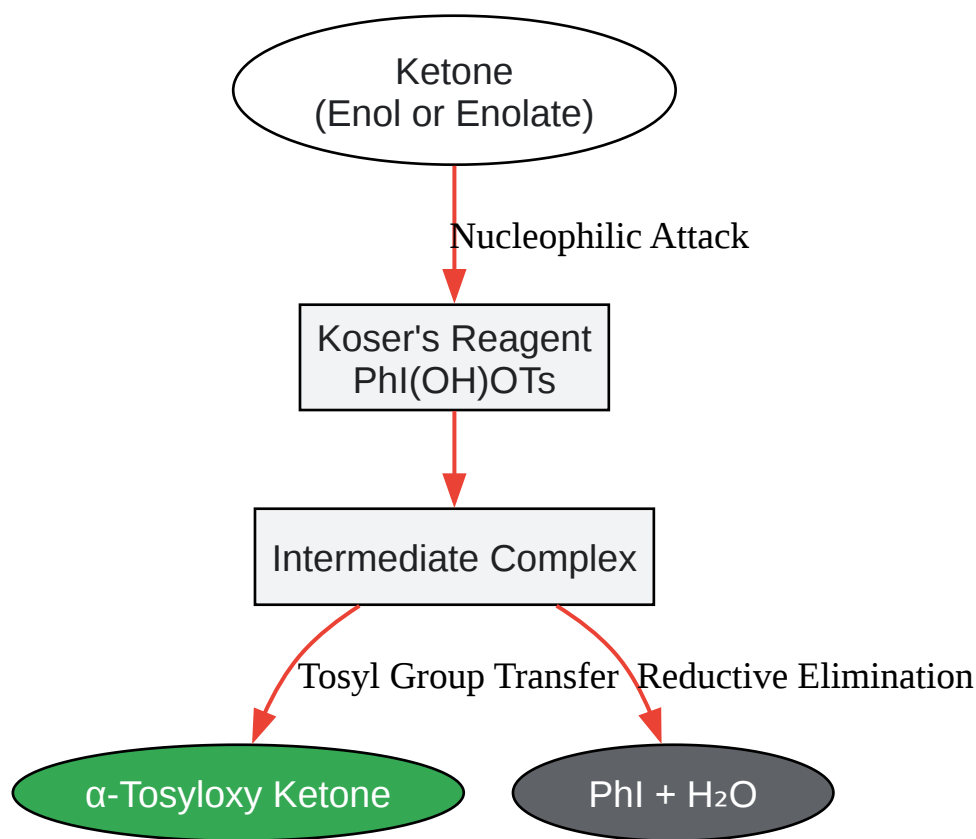 Ketone
(Enol or Enolate)
Nucleophilic Attack
Koser's Reagent
PhI(OH)OTs
Intermediate Complex
Tosyl Group Transfer
Reductive Elimination
α-Tosyloxy Ketone
PhI + H₂O